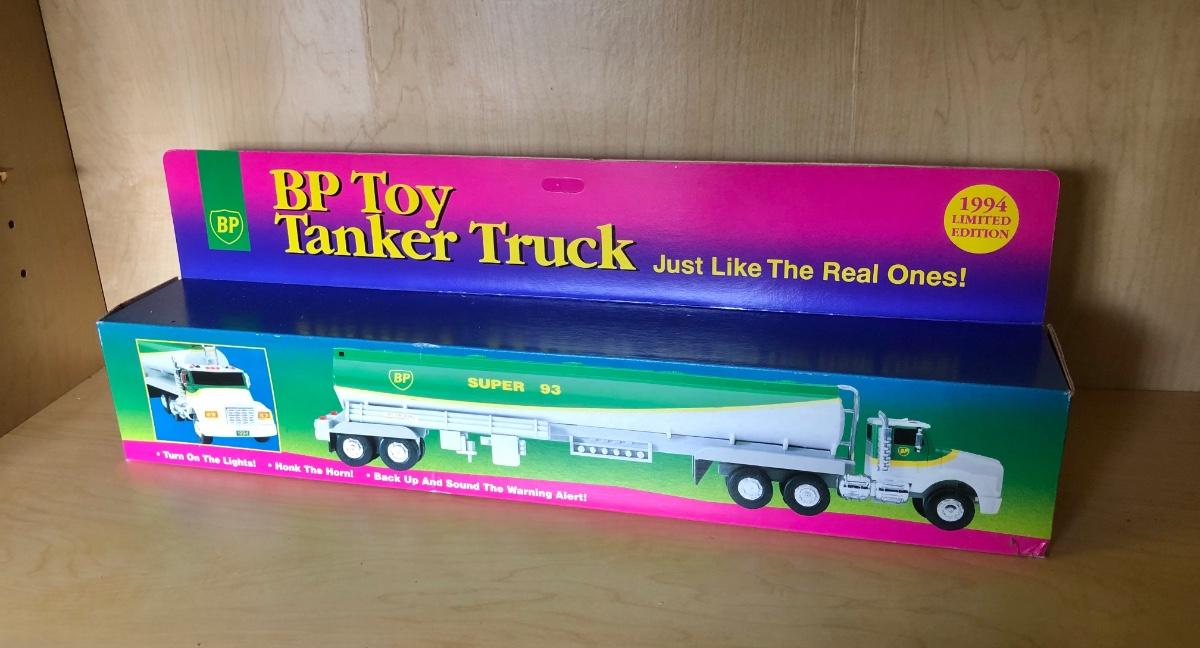 BP
BP Toy
Tanker Truck
Just Like The Real Ones!
1994
LIMITED
EDITION
BP
SUPER 93
BP
1994
• Turn On The Lights! • Honk The Horn! • Back Up And Sound The Warning Alert!